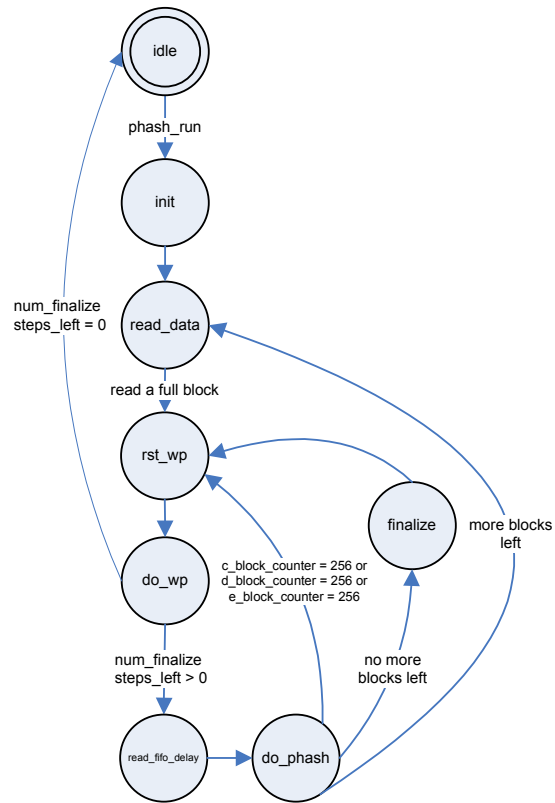 idle
phash_run
init
num_finalize
steps_left = 0
read_data
read a full block
rst_wp
finalize
more blocks
left
c_block_counter = 256 or
d_block_counter = 256 or
e_block_counter = 256
do_wp
num_finalize
steps_left > 0
no more
blocks left
read_fifo_delay
do_phash